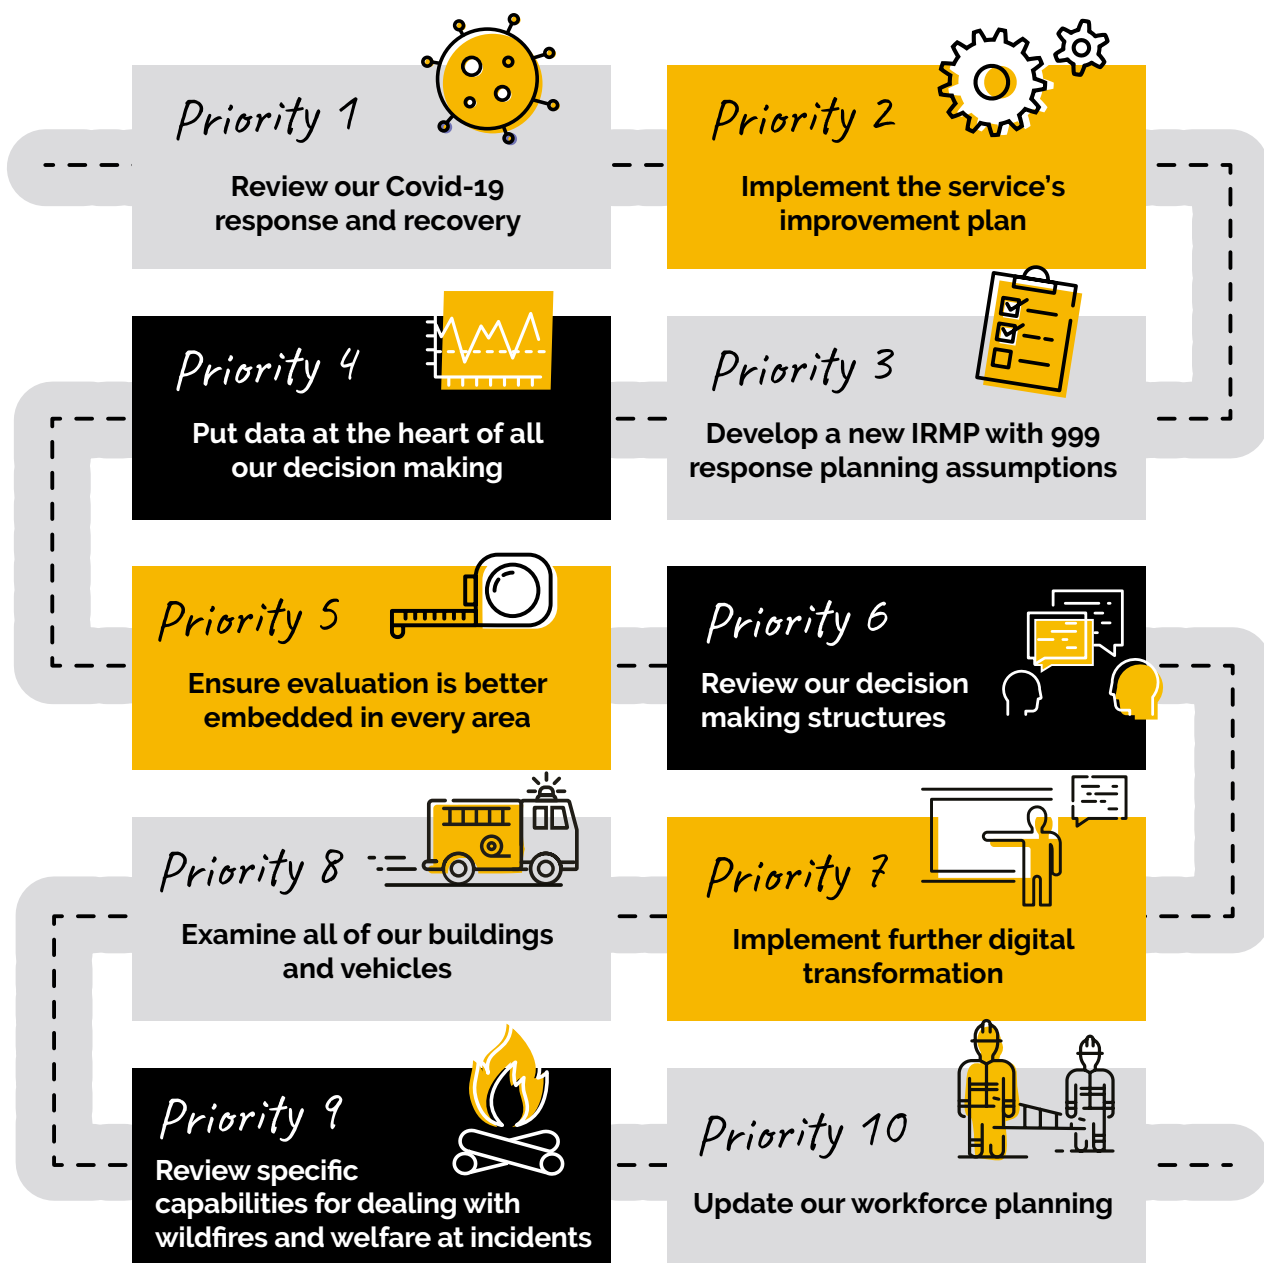 Priority 1
Review our Covid-19
response and recovery
Priority 2
Implement the service’s
improvement plan
Priority 3
Develop a new IRMP with 999
response planning assumptions
Priority 4
Put data at the heart of all
our decision making
Priority 5
Ensure evaluation is better
embedded in every area
Priority 6
Review our decision
making structures
Priority 7
Implement further digital
transformation
Priority 8
Examine all of our buildings
and vehicles
Priority 9
Review specific
capabilities for dealing with
wildfires and welfare at incidents
Priority 10
Update our workforce planning